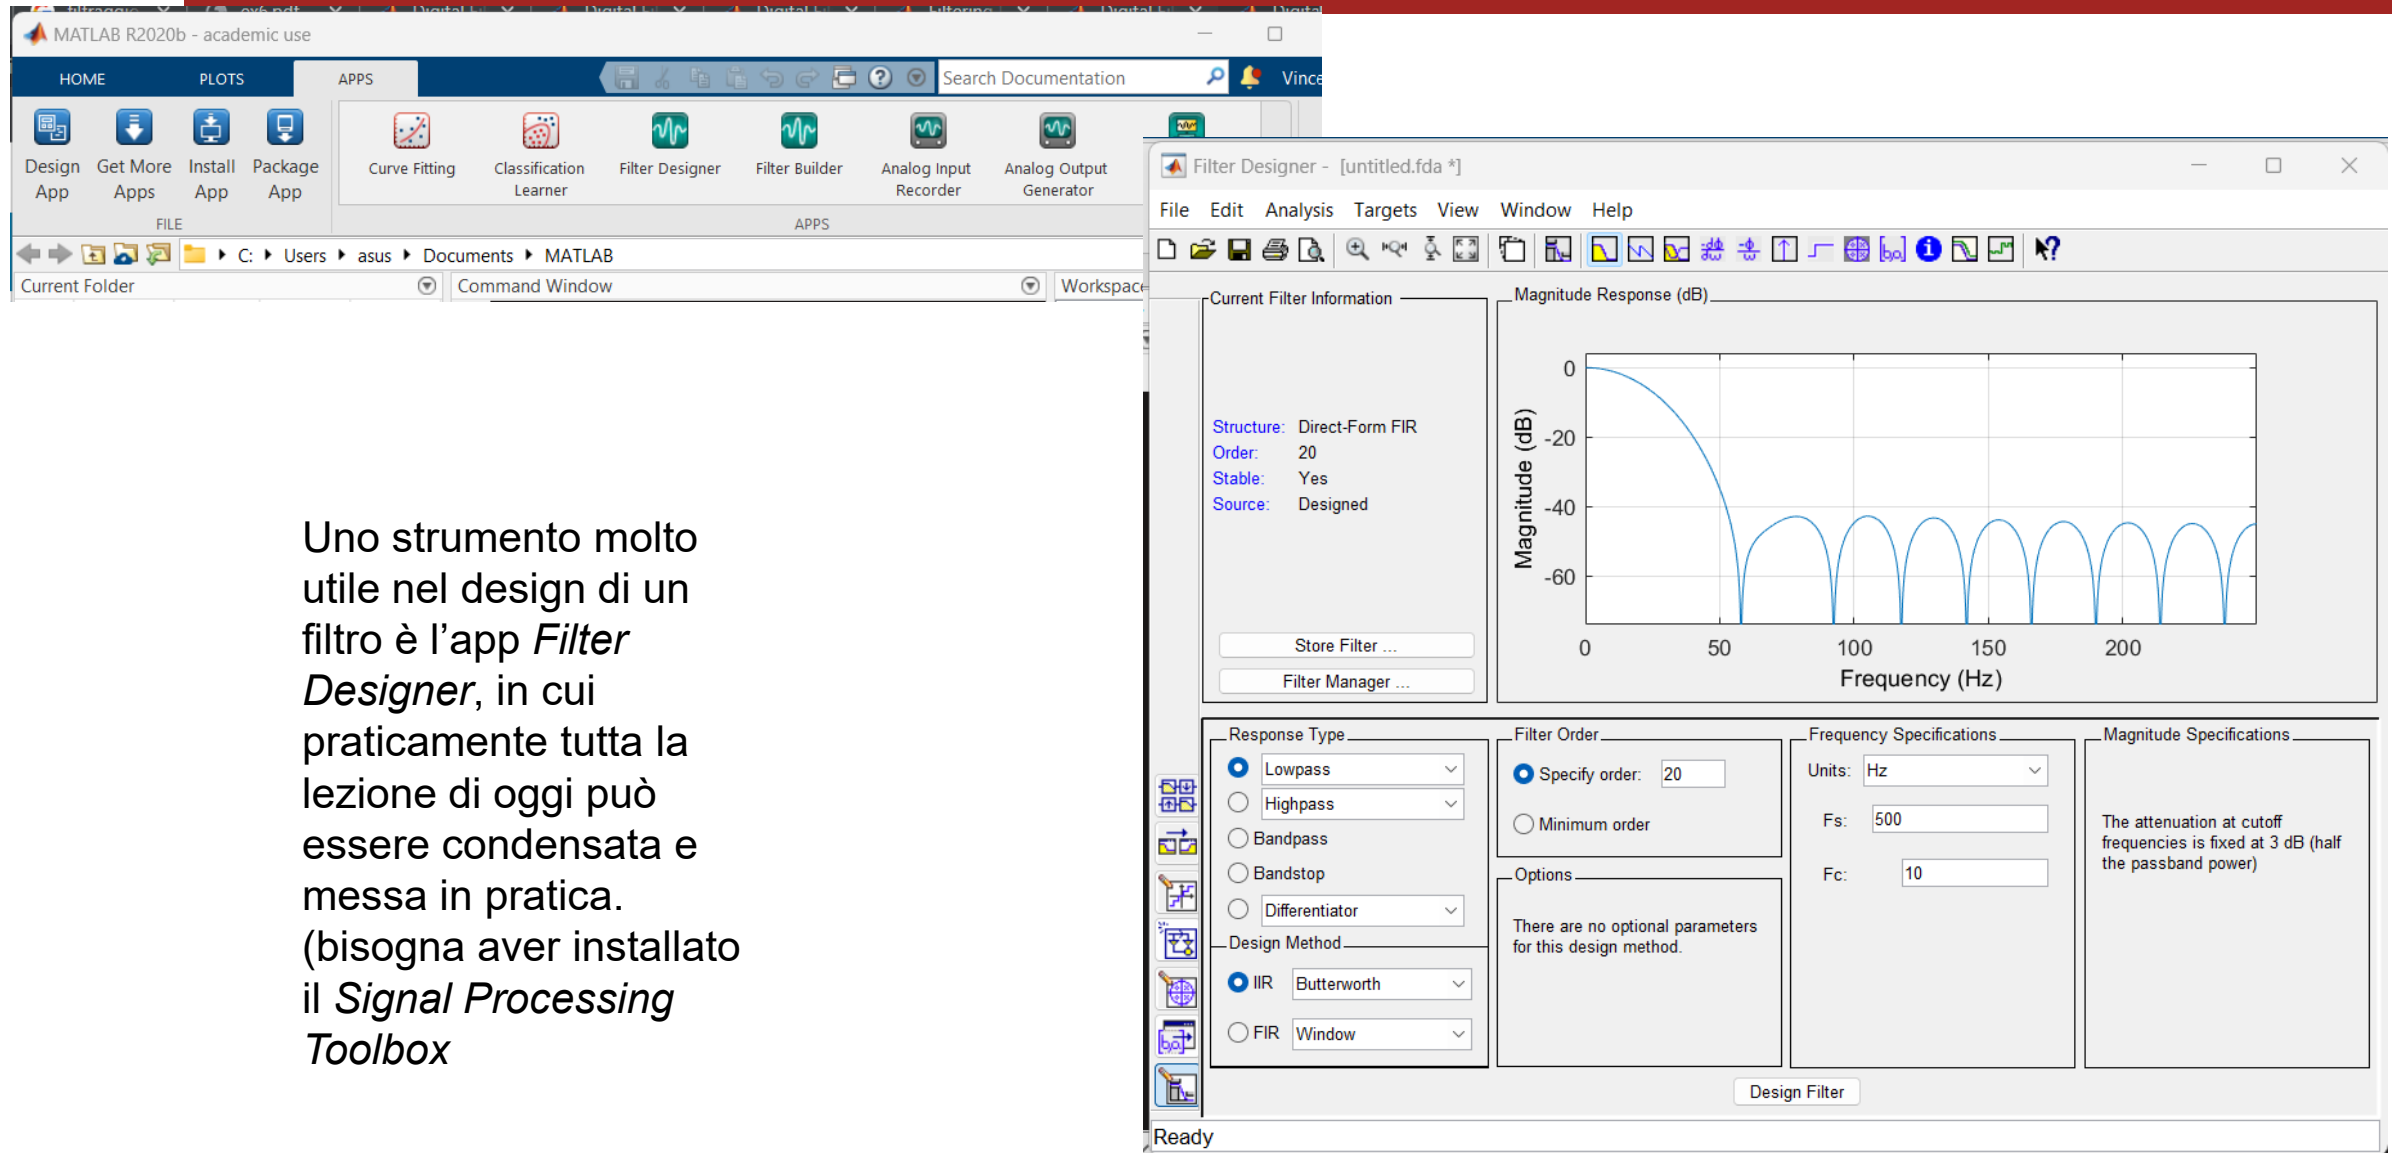 MATLAB R2020b - academic use
HOME PLOTS APPS
Search Documentation
Vince
Design App
Get More Apps
Install App
Package App
Curve Fitting
Classification Learner
Filter Designer
Filter Builder
Analog Input Recorder
Analog Output Generator
FILE
APPS
C: Users asus Documents MATLAB
Current Folder
Command Window
Workspace
Uno strumento molto
utile nel design di un
filtro è l’app Filter
Designer, in cui
praticamente tutta la
lezione di oggi può
essere condensata e
messa in pratica.
(bisogna aver installato
il Signal Processing
Toolbox
Filter Designer - [untitled.fda *]
File Edit Analysis Targets View Window Help
Current Filter Information
Structure: Direct-Form FIR
Order: 20
Stable: Yes
Source: Designed
Store Filter ...
Filter Manager ...
Magnitude Response (dB)
Magnitude (dB)
0
-20
-40
-60
0 50 100 150 200
Frequency (Hz)
Response Type
Lowpass
Highpass
Bandpass
Bandstop
Differentiator
Design Method
IIR Butterworth
FIR Window
Filter Order
Specify order: 20
Minimum order
Options
There are no optional parameters
for this design method.
Frequency Specifications
Units: Hz
Fs: 500
Fc: 10
Magnitude Specifications
The attenuation at cutoff
frequencies is fixed at 3 dB (half
the passband power)
Design Filter
Ready